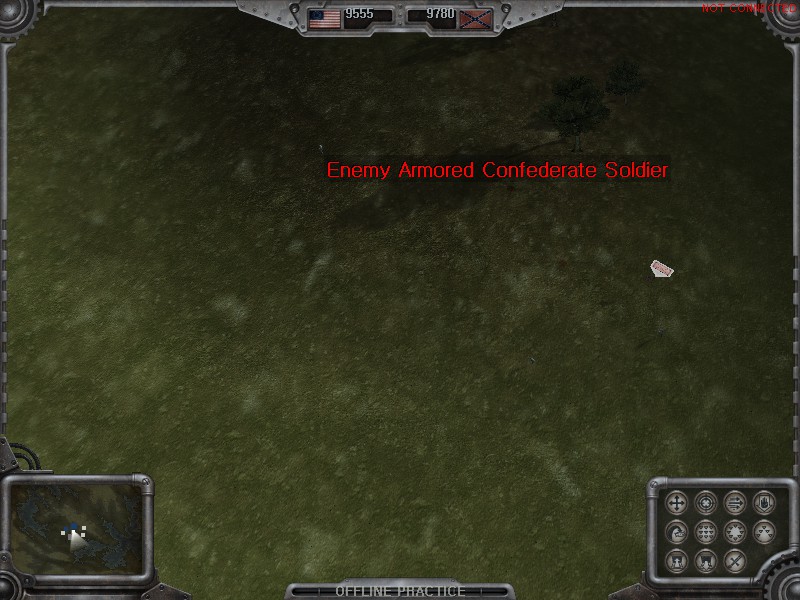 9555 9780
NOT CONNECTED
Enemy Armored Confederate Soldier
OFFLINE PRACTICE